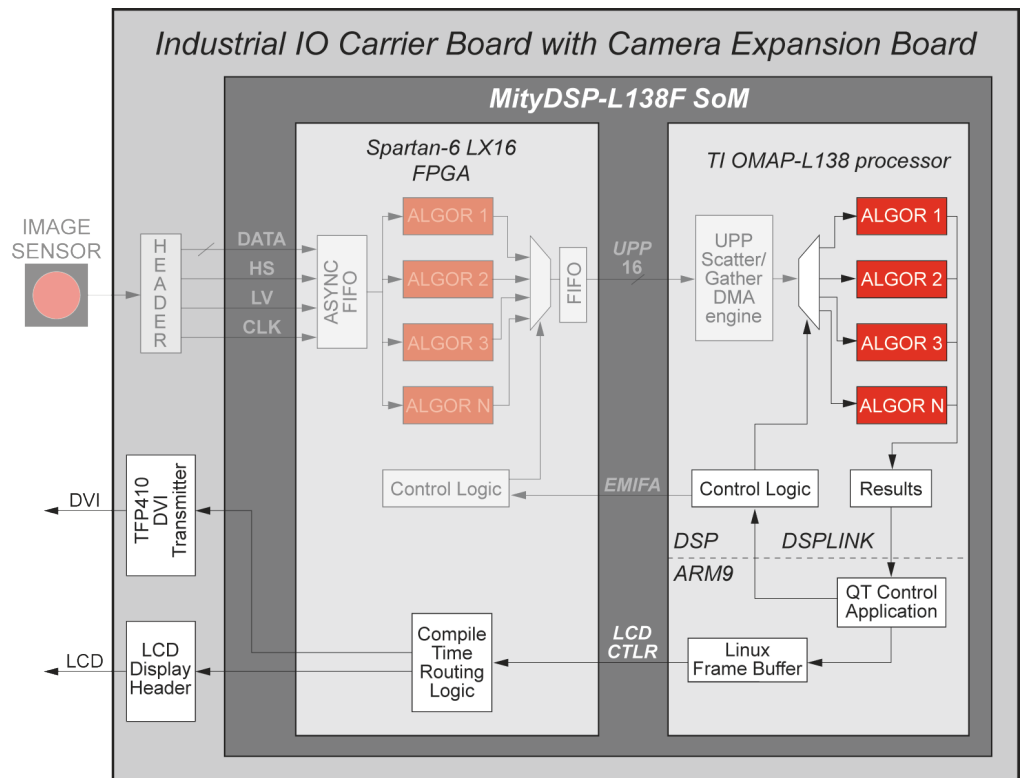 Industrial IO Carrier Board with Camera Expansion Board
MityDSP-L138F SoM
Spartan-6 LX16
FPGA
TI OMAP-L138 processor
IMAGE
SENSOR
HEADER
DATA
HS
LV
CLK
ASYNC
FIFO
ALGOR 1
ALGOR 2
ALGOR 3
ALGOR N
FIFO
UPP
16
UPP
Scatter/
Gather
DMA
engine
ALGOR 1
ALGOR 2
ALGOR 3
ALGOR N
Control Logic
EMIFA
Control Logic
Results
DSP
DSPLINK
ARM9
QT Control
Application
DVI
TFP410
DVI
Transmitter
LCD
LCD
Display
Header
Compile
Time
Routing
Logic
LCD
CTLR
Linux
Frame Buffer